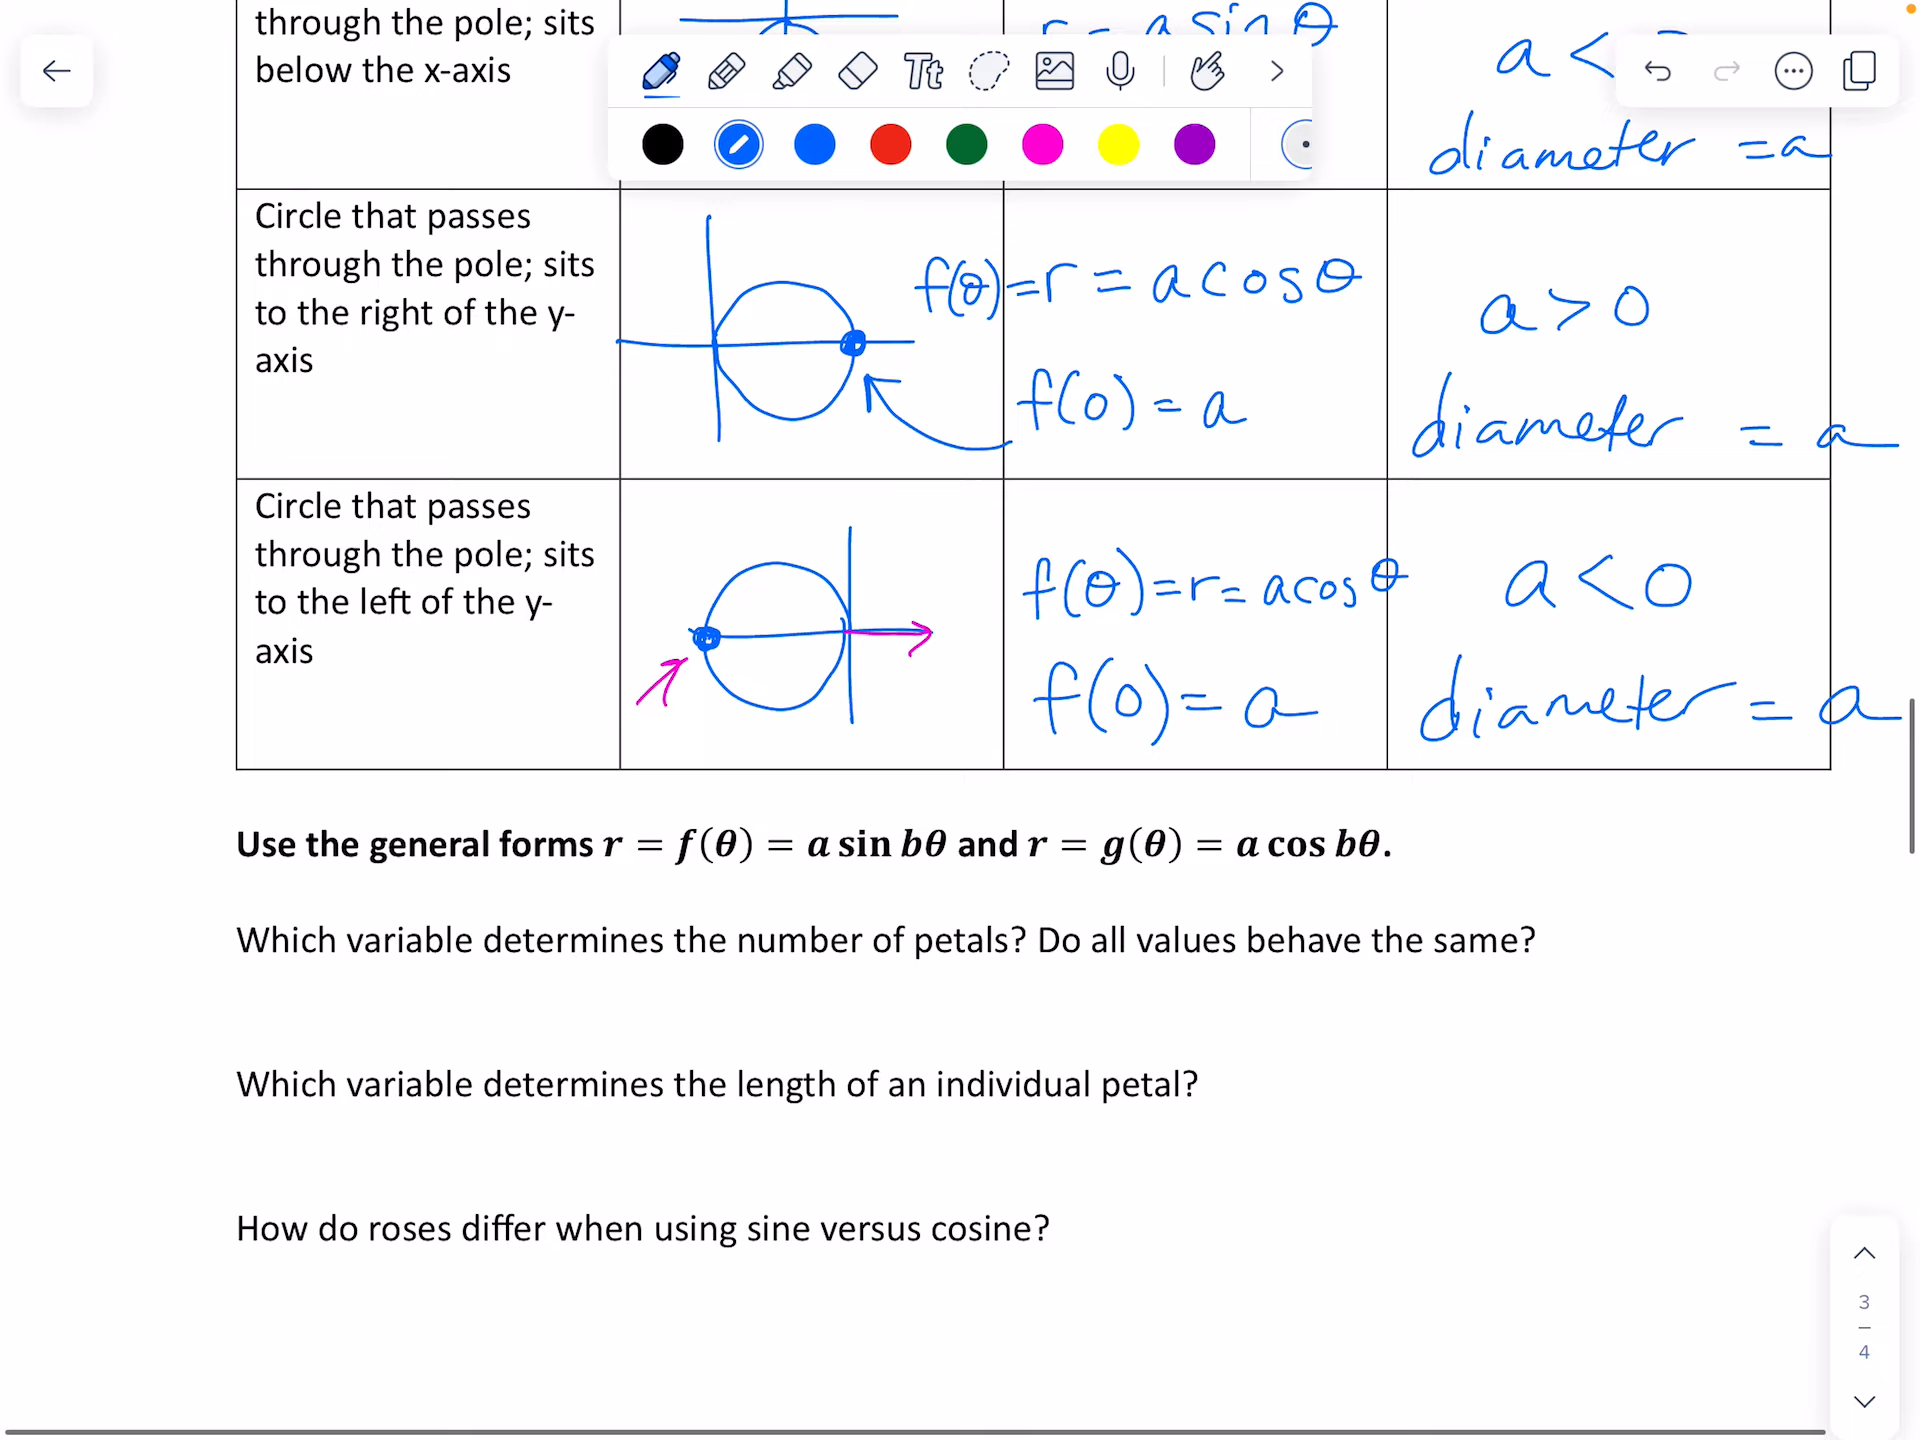 through the pole; sits
below the x-axis
r = a sin θ
a <
diameter = a
Tt
Circle that passes
through the pole; sits
to the right of the y-
axis
f(θ) = r = a cos θ
f(0) = a
a > 0
diameter = a
Circle that passes
through the pole; sits
to the left of the y-
axis
f(θ) = r = a cos θ
f(0) = a
a < 0
diameter = a
Use the general forms r = f(θ) = a sin bθ and r = g(θ) = a cos bθ.
Which variable determines the number of petals? Do all values behave the same?
Which variable determines the length of an individual petal?
How do roses differ when using sine versus cosine?
3
4